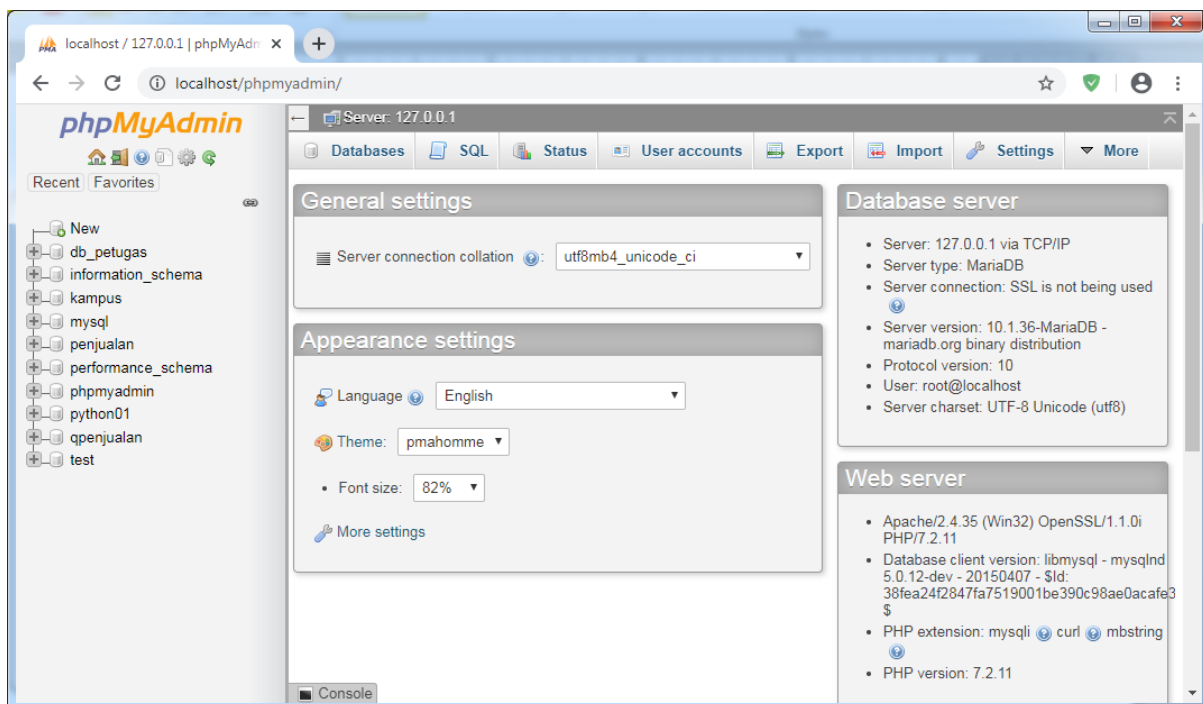 localhost / 127.0.0.1 | phpMyAdm
localhost/phpmyadmin/
phpMyAdmin
Recent Favorites
New
db_petugas
information_schema
kampus
mysql
penjualan
performance_schema
phpmyadmin
python01
qpenjualan
test
Server: 127.0.0.1
Databases SQL Status User accounts Export Import Settings More
General settings
Server connection collation : utf8mb4_unicode_ci
Appearance settings
Language English
Theme: pmahomme
• Font size: 82%
More settings
Database server
• Server: 127.0.0.1 via TCP/IP
• Server type: MariaDB
• Server connection: SSL is not being used
• Server version: 10.1.36-MariaDB -
mariadb.org binary distribution
• Protocol version: 10
• User: root@localhost
• Server charset: UTF-8 Unicode (utf8)
Web server
• Apache/2.4.35 (Win32) OpenSSL/1.1.0i
PHP/7.2.11
• Database client version: libmysql - mysqlnd
5.0.12-dev - 20150407 - $Id:
38fea24f2847fa7519001be390c98ae0acafe3
$
• PHP extension: mysqli curl mbstring
• PHP version: 7.2.11
Console